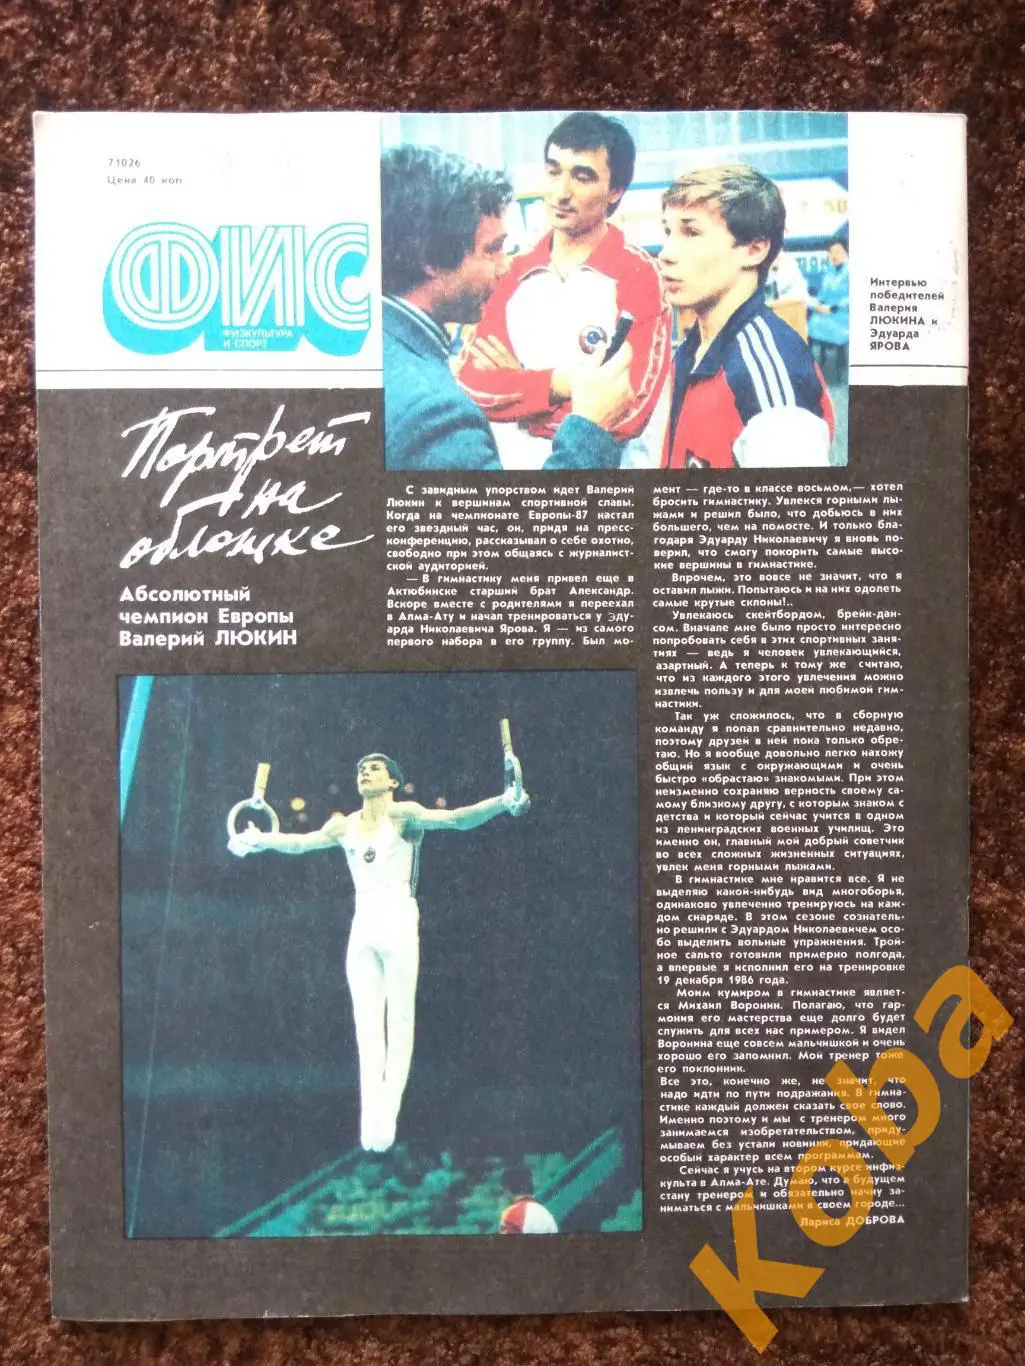 71026
Цена 40 коп
ФИС
ФИЗКУЛЬТУРА
И СПОРТ
Интервью
победителей
Валерия
ЛЮКИНА и
Эдуарда
ЯРОВА
Портрет
на
обложке
Абсолютный
чемпион Европы
Валерий ЛЮКИН
С завидным упорством идет Валерий
Люкин к вершинам спортивной славы.
Когда на чемпионате Европы-87 настал
его звездный час, он, придя на пресс-
конференцию, рассказывал о себе охотно,
свободно при этом общаясь с журналист-
ской аудиторией.
— В гимнастику меня привел еще в
Актюбинске старший брат Александр.
Вскоре вместе с родителями я переехал
в Алма-Ату и начал тренироваться у Эду-
арда Николаевича Ярова. Я — из самого
первого набора в его группу. Был мо-
мент — где-то в классе восьмом,— хотел
бросить гимнастику. Увлекся горными лы-
жами и решил было, что добьюсь в них
большего, чем на помосте. И только бла-
годаря Эдуарду Николаевичу я вновь по-
верил, что смогу покорить самые высо-
кие вершины в гимнастике.
Впрочем, это вовсе не значит, что я
оставил лыжи. Попытаюсь и на них одолеть
самые крутые склоны!..
Увлекаюсь скейтбордом, брейк-дан-
сом. Вначале мне было просто интересно
попробовать себя в этих спортивных заня-
тиях — ведь я человек увлекающийся,
азартный. А теперь к тому же считаю,
что из каждого этого увлечения можно
извлечь пользу и для моей любимой гим-
настики.
Так уж сложилось, что в сборную
команду я попал сравнительно недавно,
поэтому друзей в ней пока только обре-
таю. Но я вообще довольно легко нахожу
общий язык с окружающими и очень
быстро «обрастаю» знакомыми. При этом
неизменно сохраняю верность своему са-
мому близкому другу, с которым знаком с
детства и который сейчас учится в одном
из ленинградских военных училищ. Это
именно он, главный мой добрый советчик
во всех сложных жизненных ситуациях,
увлек меня горными лыжами.
В гимнастике мне нравится все. Я не
выделяю какой-нибудь вид многоборья,
одинаково увлеченно тренируюсь на каж-
дом снаряде. В этом сезоне сознатель-
но решили с Эдуардом Николаевичем осо-
бо выделить вольные упражнения. Трой-
ное сальто готовили примерно полгода,
а впервые я исполнил его на тренировке
19 декабря 1986 года.
Моим кумиром в гимнастике являет-
ся Михаил Воронин. Полагаю, что гар-
мония его мастерства еще долго будет
служить для всех нас примером. Я видел
Воронина еще совсем мальчишкой и очень
хорошо его запомнил. Мой тренер тоже
его поклонник.
Все это, конечно же, не значит, что
надо идти по пути подражания. В гимна-
стике каждый должен сказать свое слово.
Именно поэтому и мы с тренером много
занимаемся изобретательством, приду-
мываем без устали новинки, придающие
особый характер всем программам.
Сейчас я учусь на втором курсе инфиз-
культа в Алма-Ате. Думаю, что в будущем
стану тренером и обязательно начну за-
ниматься с мальчишками в своем городе...
Лариса ДОБРОВА
Koba